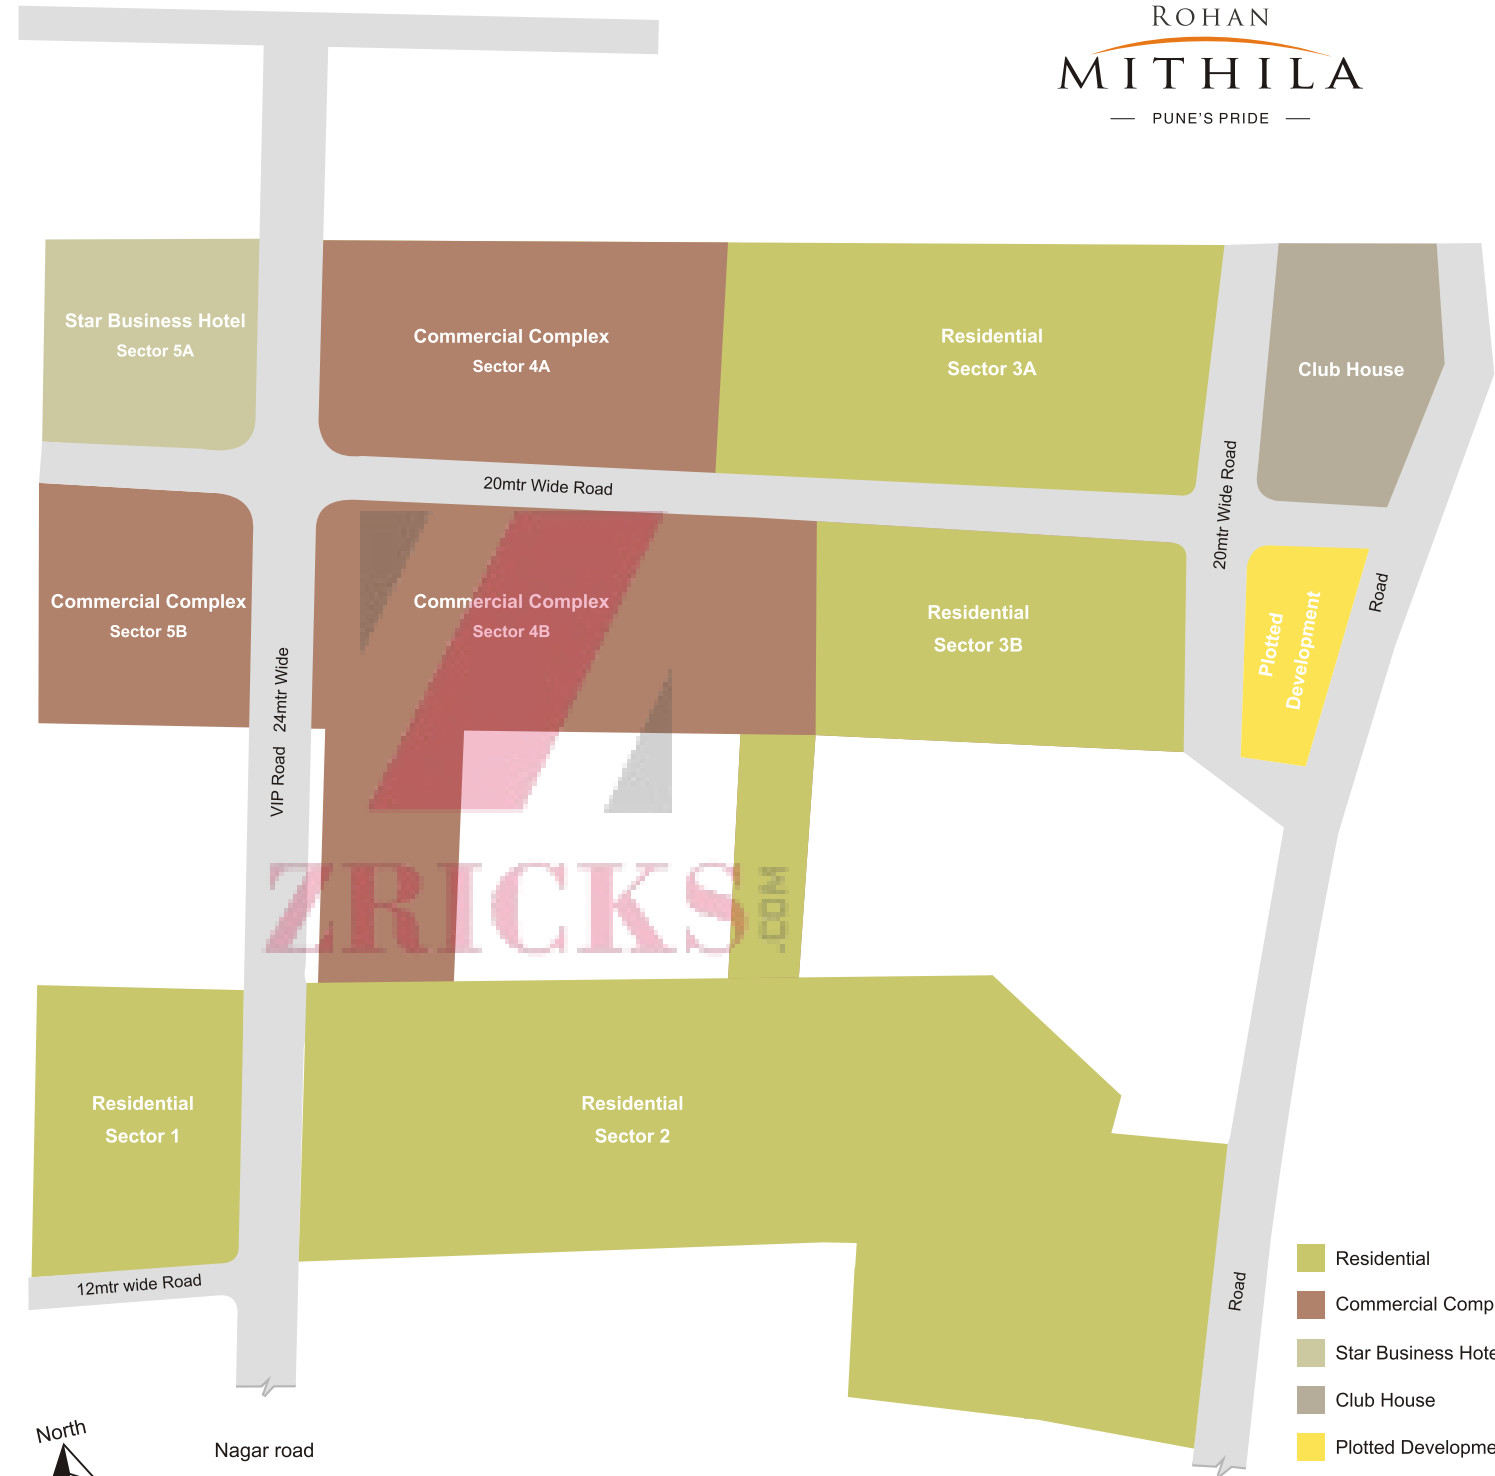 ROHAN
MITHILA
PUNE'S PRIDE
Star Business Hotel
Sector 5A
Commercial Complex
Sector 4A
Residential
Sector 3A
Club House
20mtr Wide Road
20mtr Wide Road
Commercial Complex
Sector 5B
Commercial Complex
Sector 4B
Residential
Sector 3B
Plotted
Development
Road
VIP Road 24mtr Wide
ZRICKS
.COM
Residential
Sector 1
Residential
Sector 2
12mtr wide Road
Road
Residential
Commercial Comp
Star Business Hote
Club House
Plotted Developme
North
Nagar road